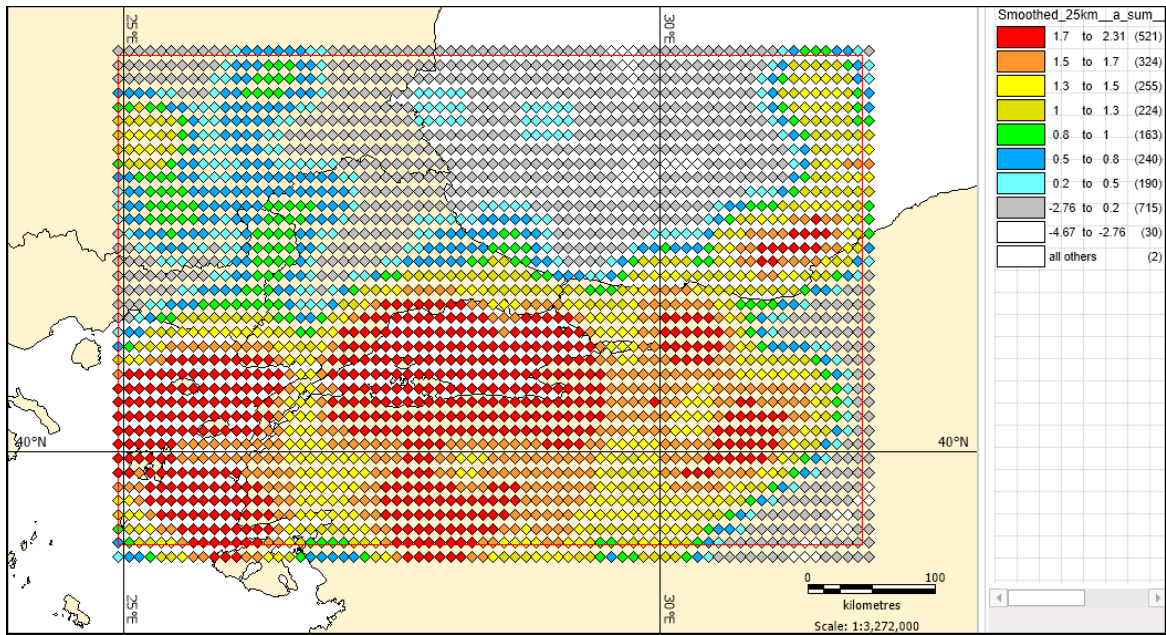 25°E
30°E
Smoothed_25km__a_sum_
1.7 to 2.31 (521)
1.5 to 1.7 (324)
1.3 to 1.5 (255)
1 to 1.3 (224)
0.8 to 1 (163)
0.5 to 0.8 (240)
0.2 to 0.5 (190)
-2.76 to 0.2 (715)
-4.67 to -2.76 (30)
all others (2)
40°N
40°N
0 100
kilometres
Scale: 1:3,272,000
25°E
30°E